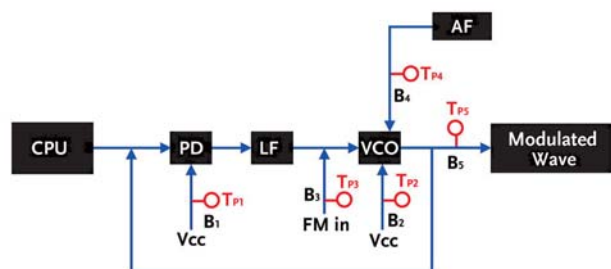 AF
TP4
B4
TP5
CPU
PD
LF
VCO
Modulated
Wave
B5
TP1
B1
B3
TP3
TP2
B2
Vcc
FM in
Vcc